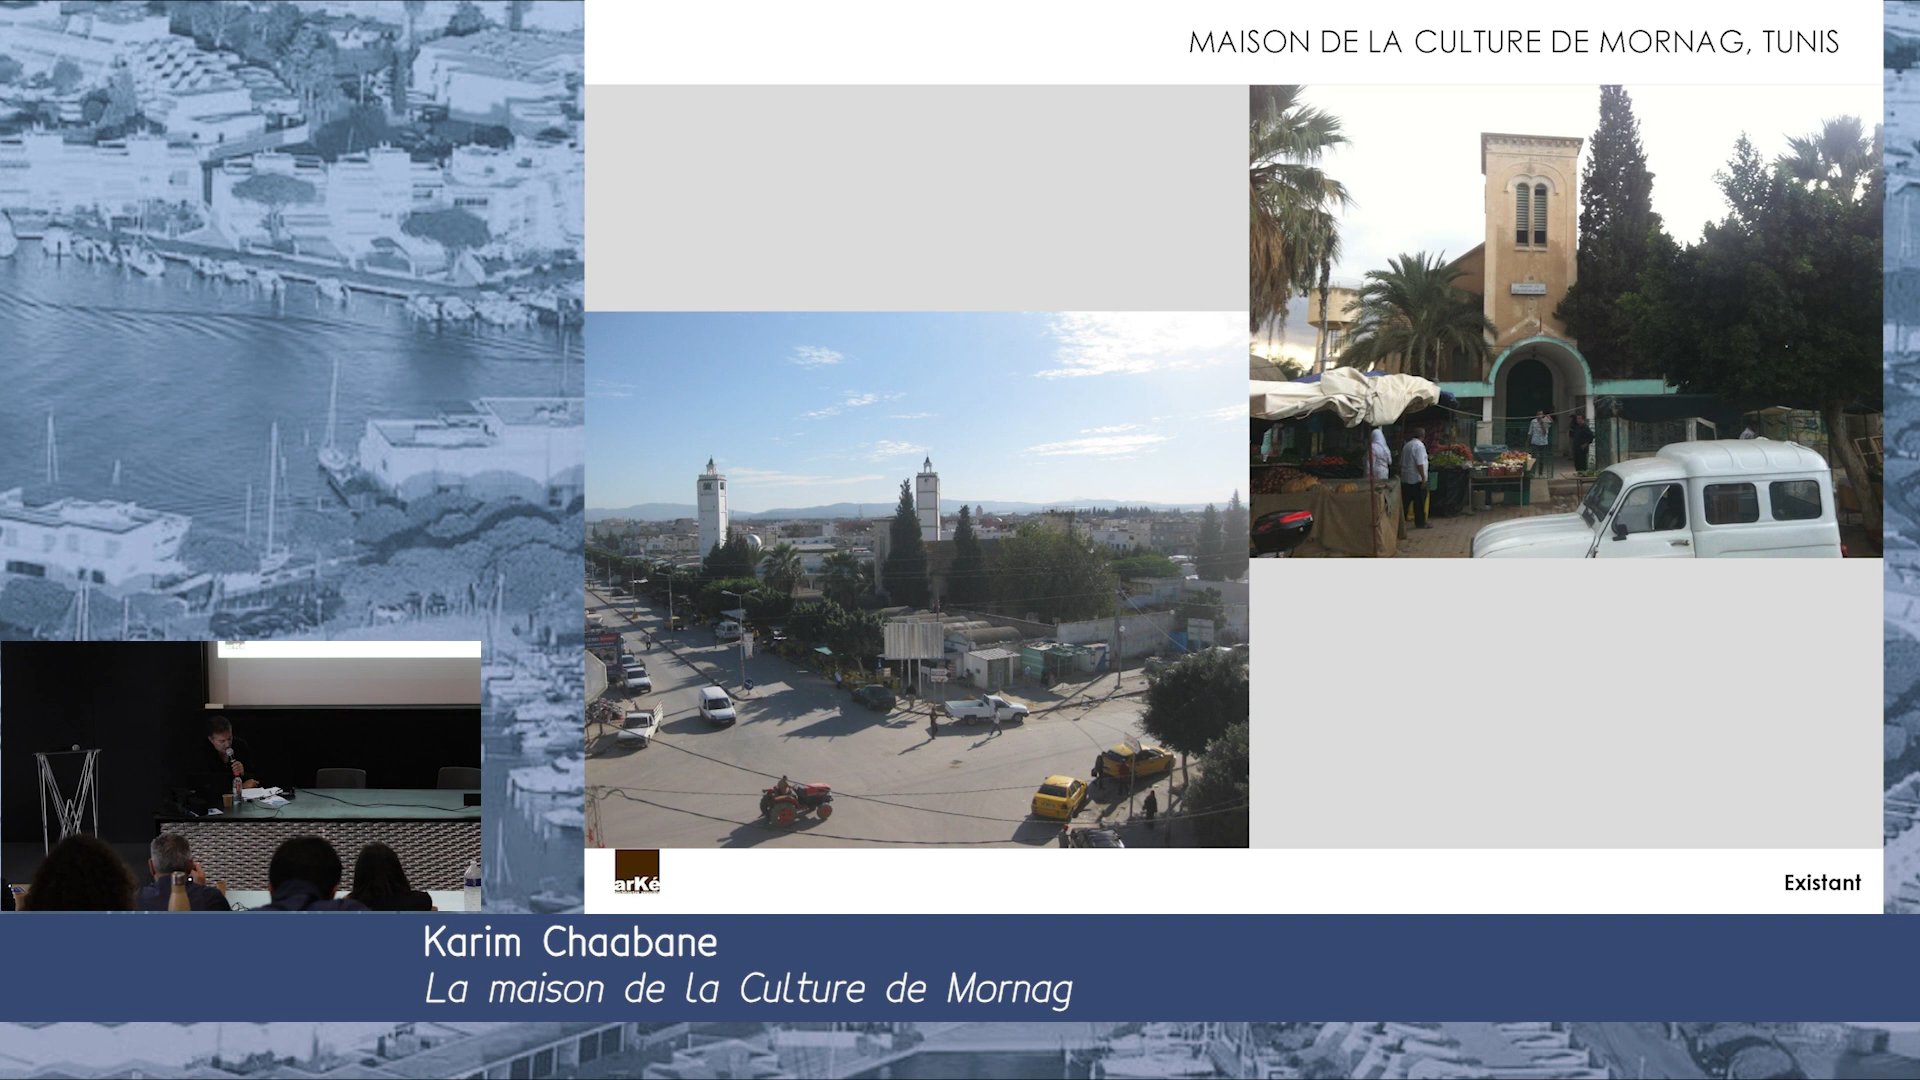 MAISON DE LA CULTURE DE MORNAG, TUNIS
arKé
Existant
Karim Chaabane
La maison de la Culture de Mornag